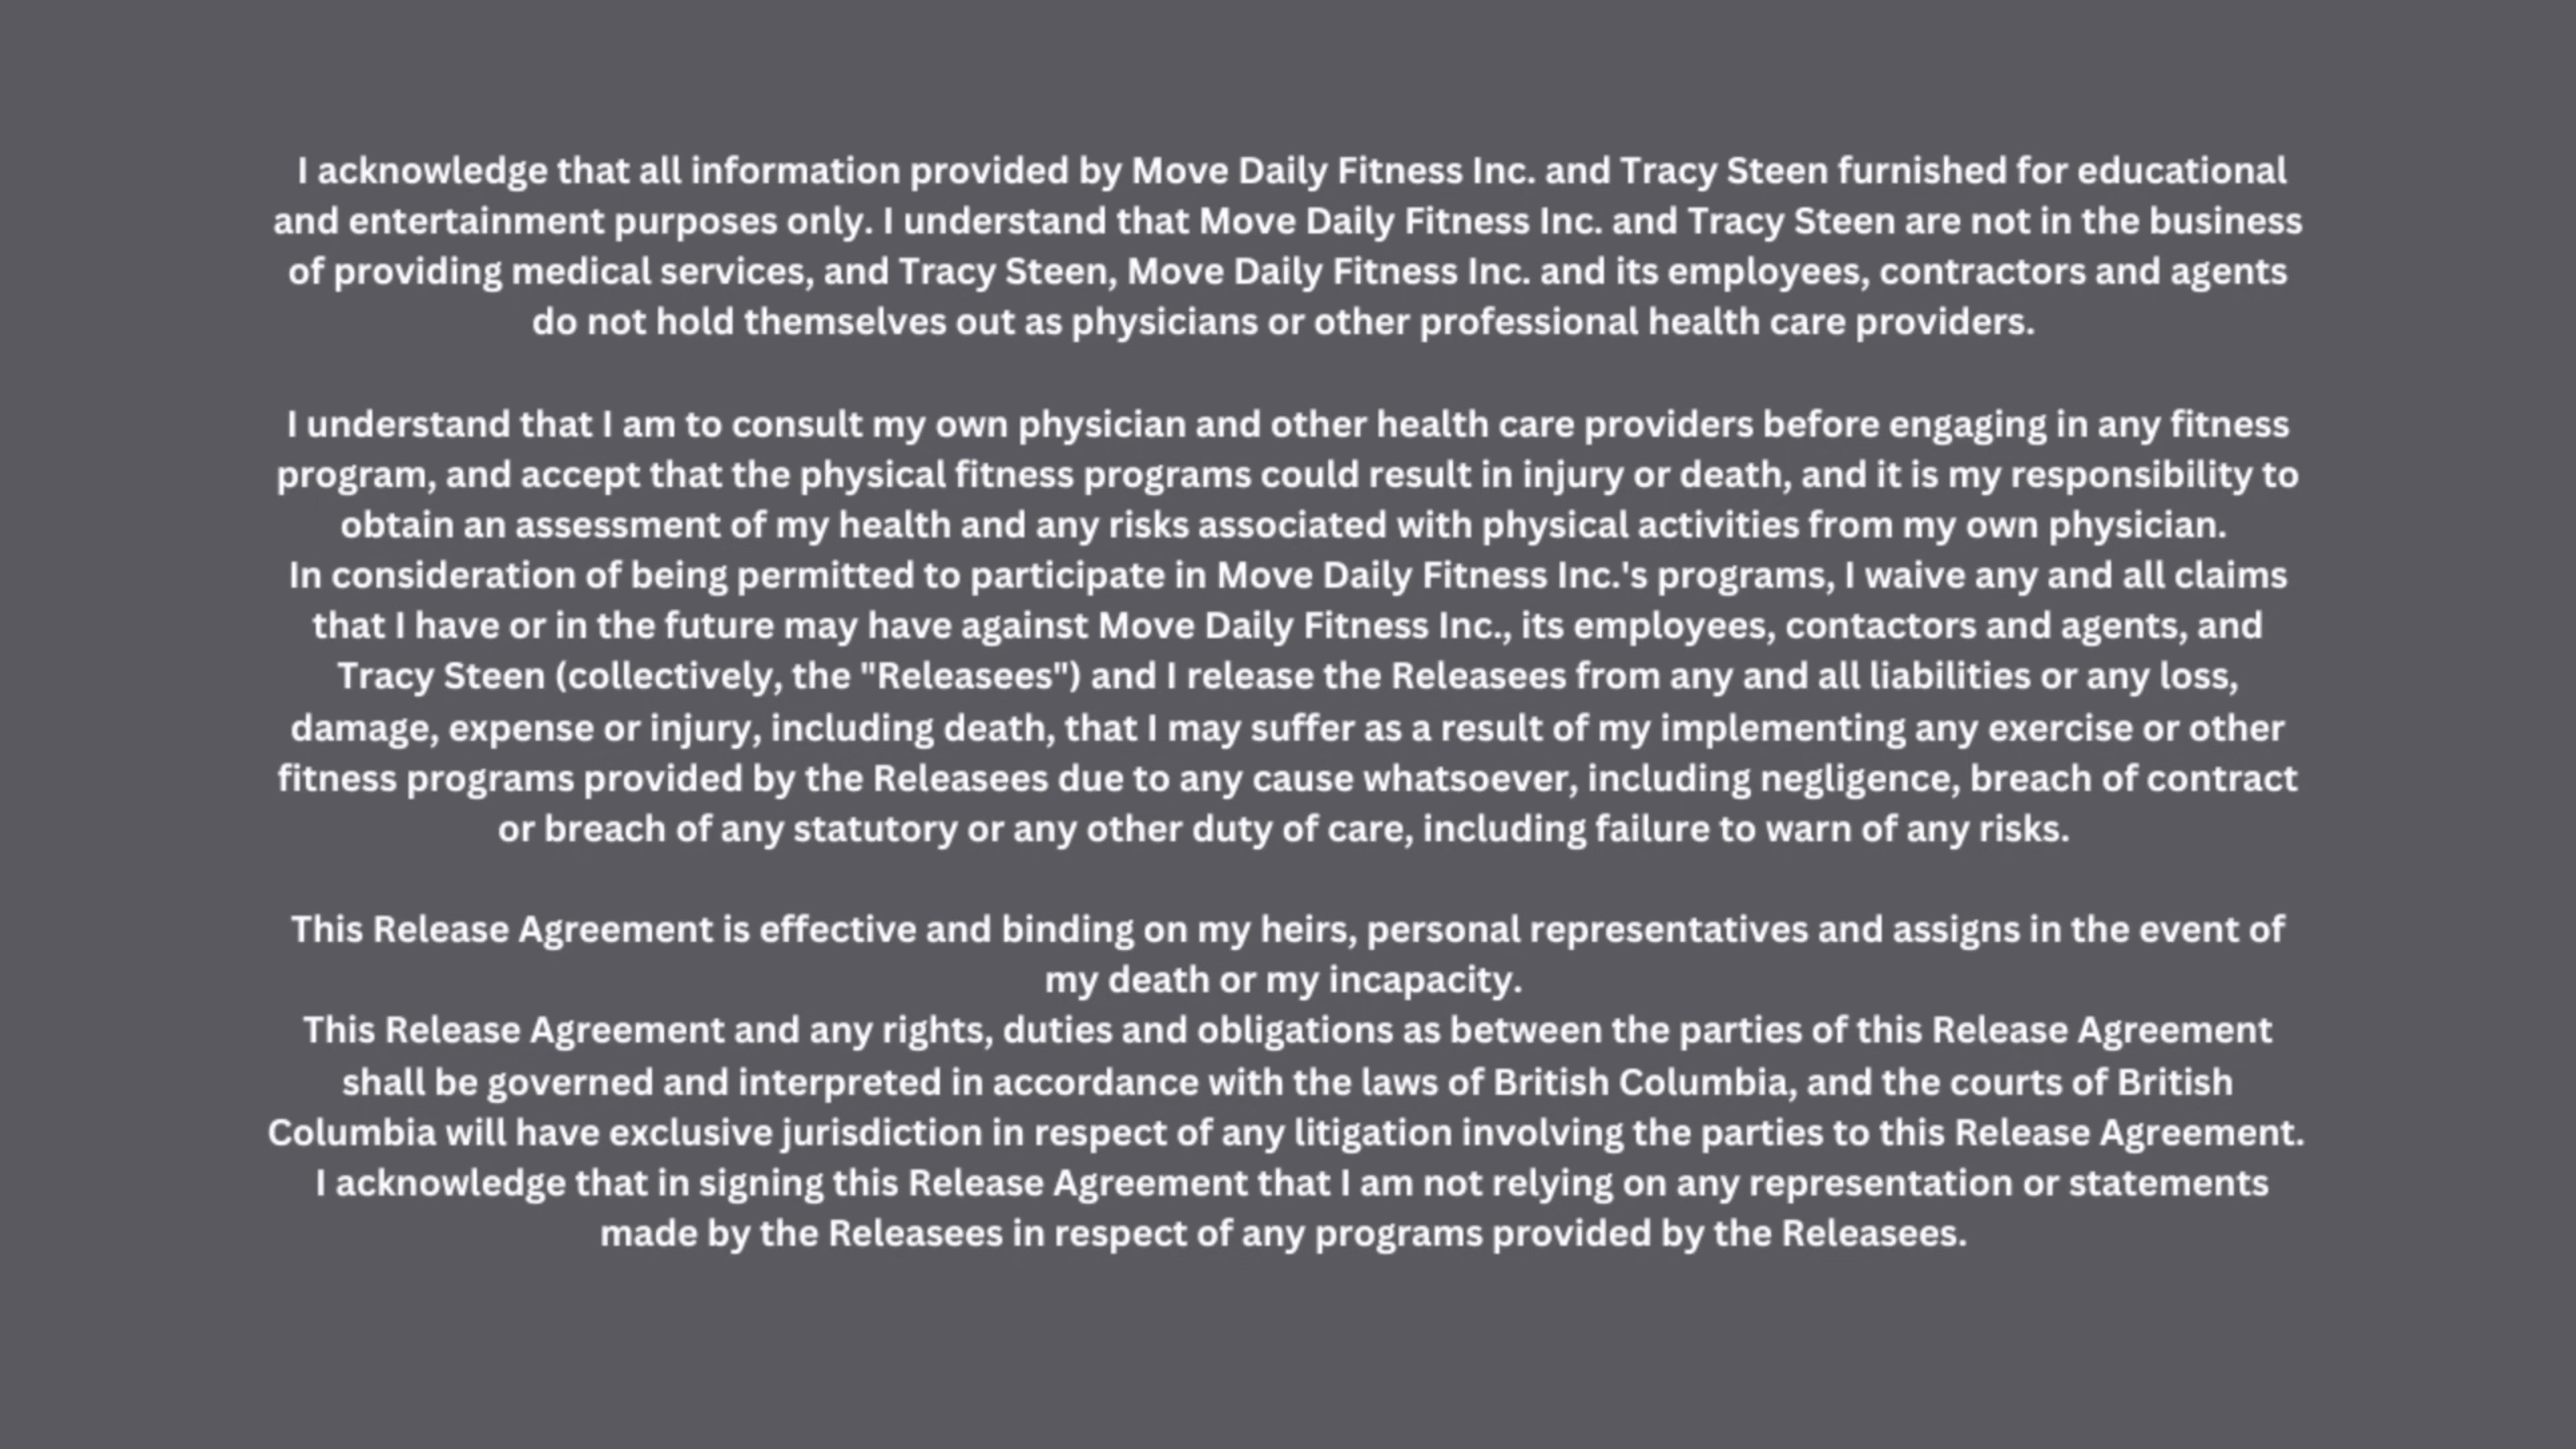 I acknowledge that all information provided by Move Daily Fitness Inc. and Tracy Steen furnished for educational
and entertainment purposes only. I understand that Move Daily Fitness Inc. and Tracy Steen are not in the business
of providing medical services, and Tracy Steen, Move Daily Fitness Inc. and its employees, contractors and agents
do not hold themselves out as physicians or other professional health care providers.
I understand that I am to consult my own physician and other health care providers before engaging in any fitness
program, and accept that the physical fitness programs could result in injury or death, and it is my responsibility to
obtain an assessment of my health and any risks associated with physical activities from my own physician.
In consideration of being permitted to participate in Move Daily Fitness Inc.'s programs, I waive any and all claims
that I have or in the future may have against Move Daily Fitness Inc., its employees, contactors and agents, and
Tracy Steen (collectively, the "Releasees") and I release the Releasees from any and all liabilities or any loss,
damage, expense or injury, including death, that I may suffer as a result of my implementing any exercise or other
fitness programs provided by the Releasees due to any cause whatsoever, including negligence, breach of contract
or breach of any statutory or any other duty of care, including failure to warn of any risks.
This Release Agreement is effective and binding on my heirs, personal representatives and assigns in the event of
my death or my incapacity.
This Release Agreement and any rights, duties and obligations as between the parties of this Release Agreement
shall be governed and interpreted in accordance with the laws of British Columbia, and the courts of British
Columbia will have exclusive jurisdiction in respect of any litigation involving the parties to this Release Agreement.
I acknowledge that in signing this Release Agreement that I am not relying on any representation or statements
made by the Releasees in respect of any programs provided by the Releasees.